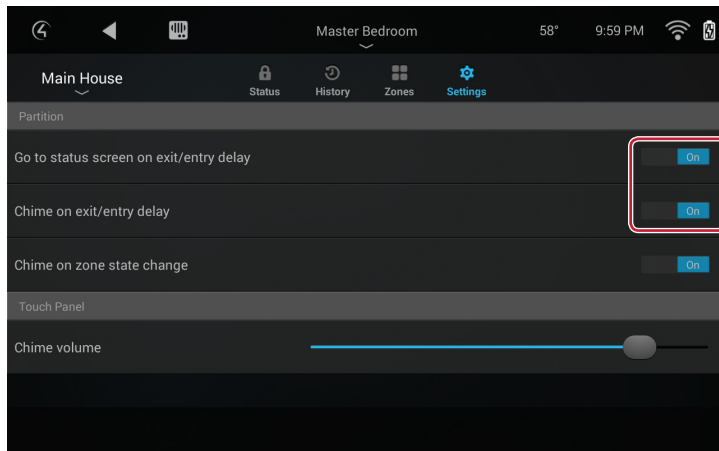 Master Bedroom
58°
9:59 PM
Main House
Status
History
Zones
Settings
Partition
Go to status screen on exit/entry delay
On
Chime on exit/entry delay
On
Chime on zone state change
On
Touch Panel
Chime volume